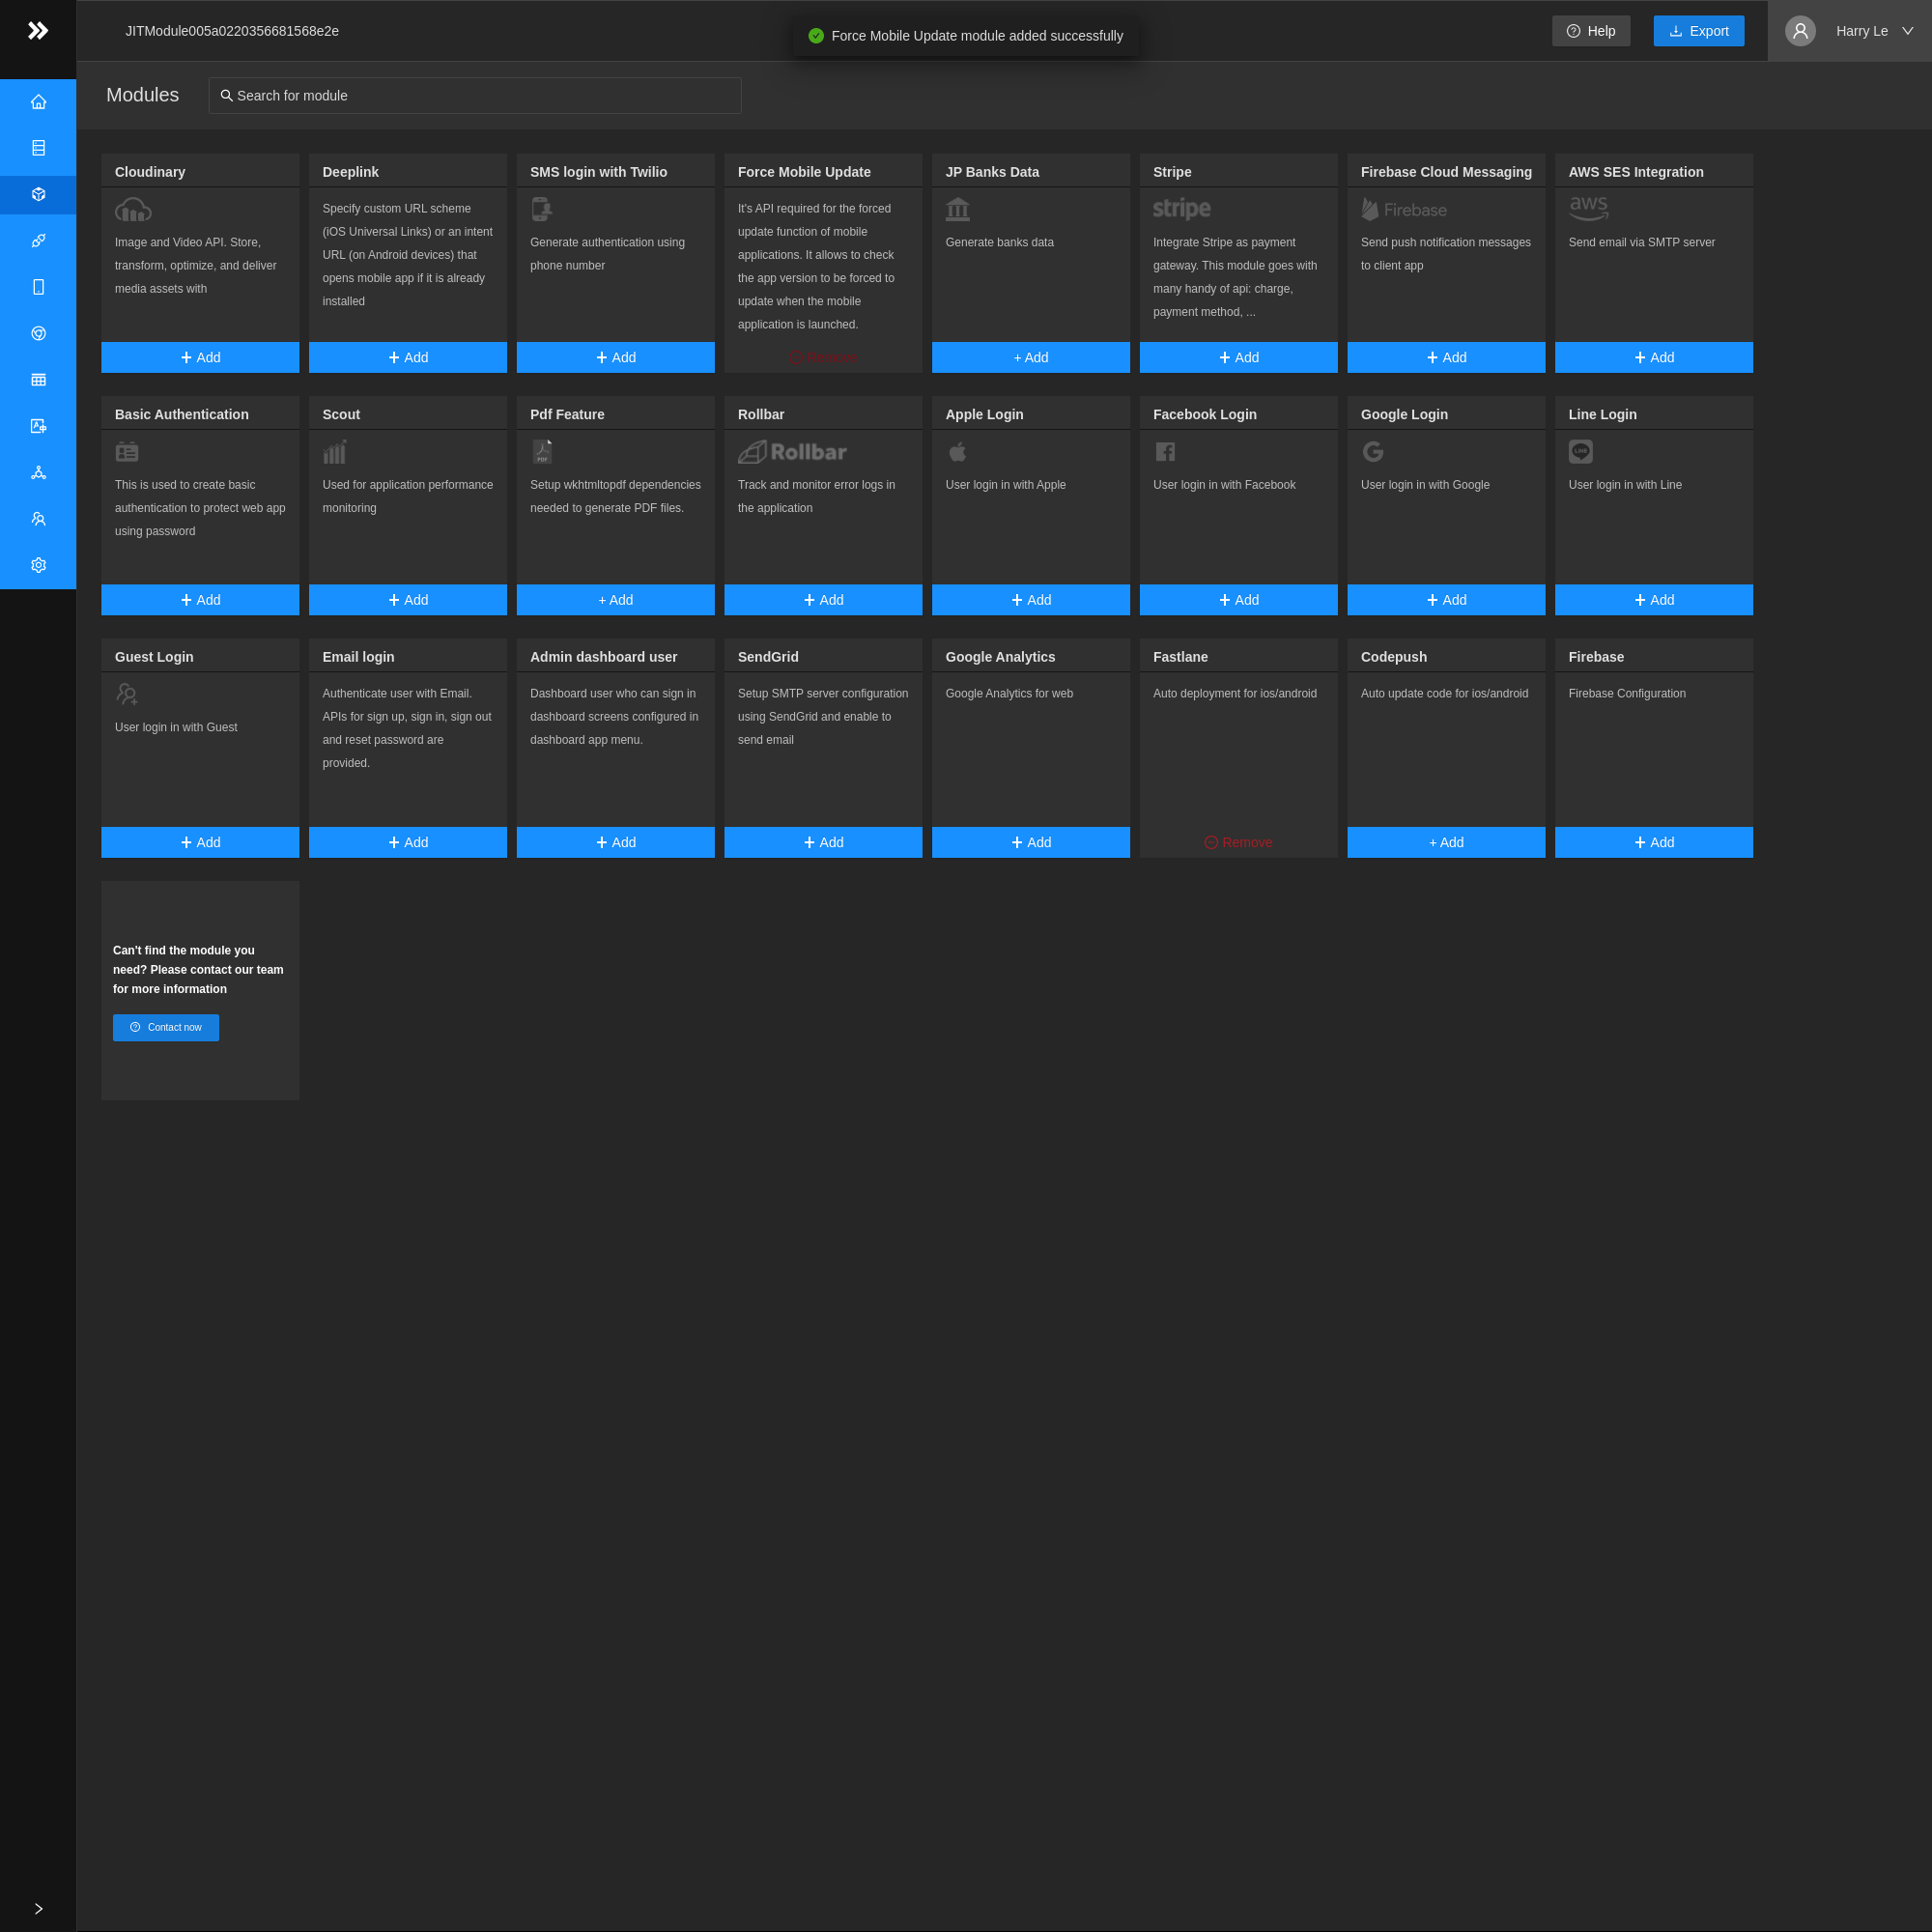 JITModule005a0220356681568e2e
Force Mobile Update module added successfully
Help
Export
Harry Le
Modules
Search for module
Cloudinary
Image and Video API. Store,
transform, optimize, and deliver
media assets with
Add
Deeplink
Specify custom URL scheme
(iOS Universal Links) or an intent
URL (on Android devices) that
opens mobile app if it is already
installed
Add
SMS login with Twilio
Generate authentication using
phone number
Add
Force Mobile Update
It's API required for the forced
update function of mobile
applications. It allows to check
the app version to be forced to
update when the mobile
application is launched.
Remove
JP Banks Data
Generate banks data
+ Add
Stripe
stripe
Integrate Stripe as payment
gateway. This module goes with
many handy of api: charge,
payment method, ...
Add
Firebase Cloud Messaging
Firebase
Send push notification messages
to client app
Add
AWS SES Integration
aws
Send email via SMTP server
Add
Basic Authentication
This is used to create basic
authentication to protect web app
using password
Add
Scout
Used for application performance
monitoring
Add
Pdf Feature
PDF
Setup wkhtmltopdf dependencies
needed to generate PDF files.
+ Add
Rollbar
Rollbar
Track and monitor error logs in
the application
Add
Apple Login
User login in with Apple
Add
Facebook Login
User login in with Facebook
Add
Google Login
User login in with Google
Add
Line Login
LINE
User login in with Line
Add
Guest Login
User login in with Guest
Add
Email login
Authenticate user with Email.
APIs for sign up, sign in, sign out
and reset password are
provided.
Add
Admin dashboard user
Dashboard user who can sign in
dashboard screens configured in
dashboard app menu.
Add
SendGrid
Setup SMTP server configuration
using SendGrid and enable to
send email
Add
Google Analytics
Google Analytics for web
Add
Fastlane
Auto deployment for ios/android
Remove
Codepush
Auto update code for ios/android
+ Add
Firebase
Firebase Configuration
Add
Can't find the module you
need? Please contact our team
for more information
Contact now